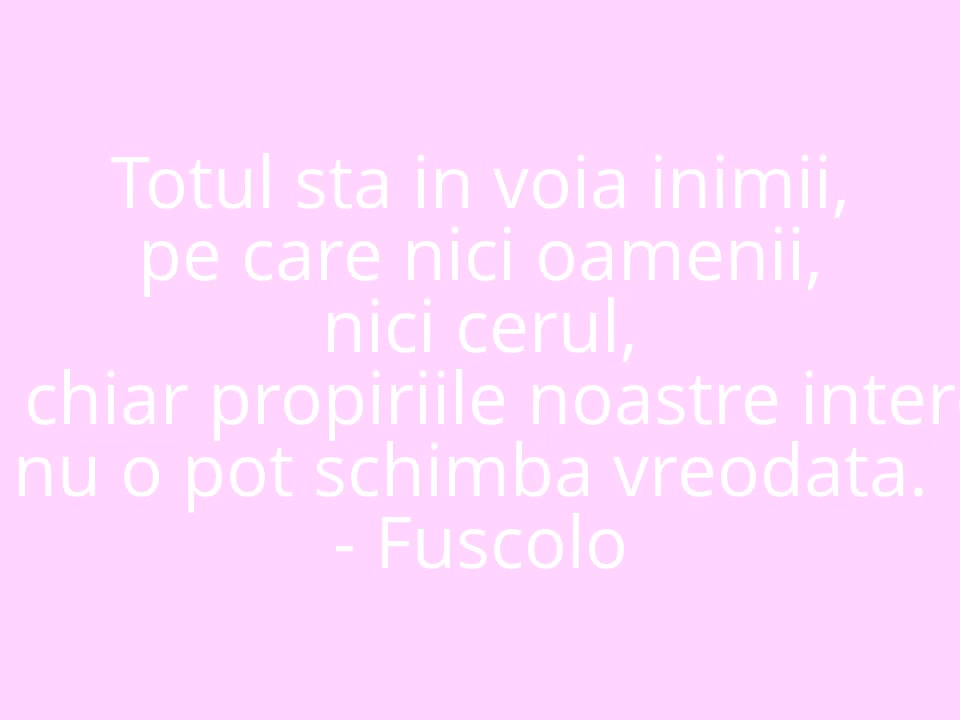 Totul sta in voia inimii,
pe care nici oamenii,
nici cerul,
chiar propiriile noastre
nu o pot schimba vreodata.
- Fuscolo